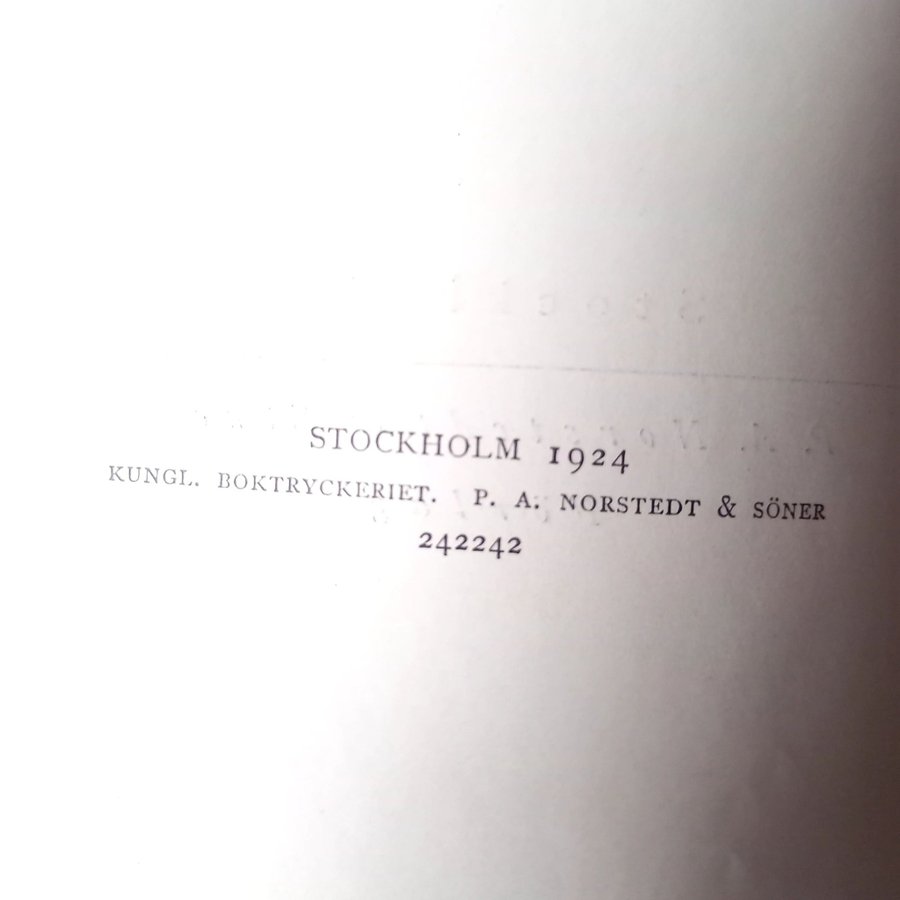 STOCKHOLM 1924
KUNGL. BOKTRYCKERIET. P. A. NORSTEDT & SÖNER
242242